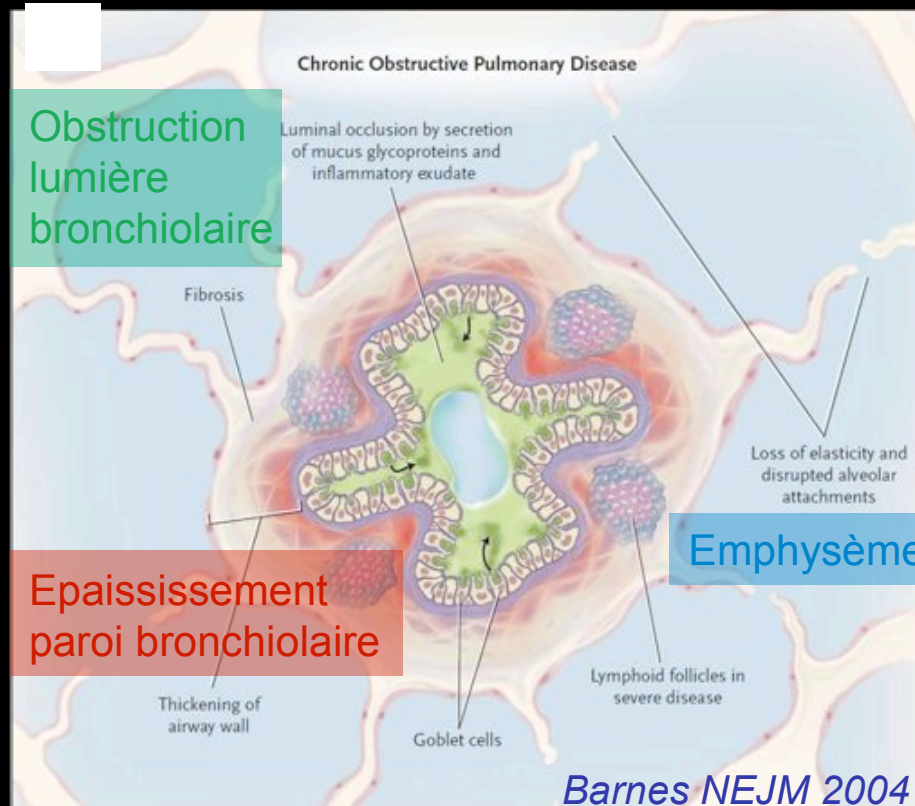 Chronic Obstructive Pulmonary Disease
Obstruction
lumière
bronchiolaire
Luminal occlusion by secretion
of mucus glycoproteins and
inflammatory exudate
Fibrosis
Loss of elasticity and
disrupted alveolar
attachments
Emphysème
Epaississement
paroi bronchiolaire
Lymphoid follicles in
severe disease
Thickening of
airway wall
Goblet cells
Barnes NEJM 2004